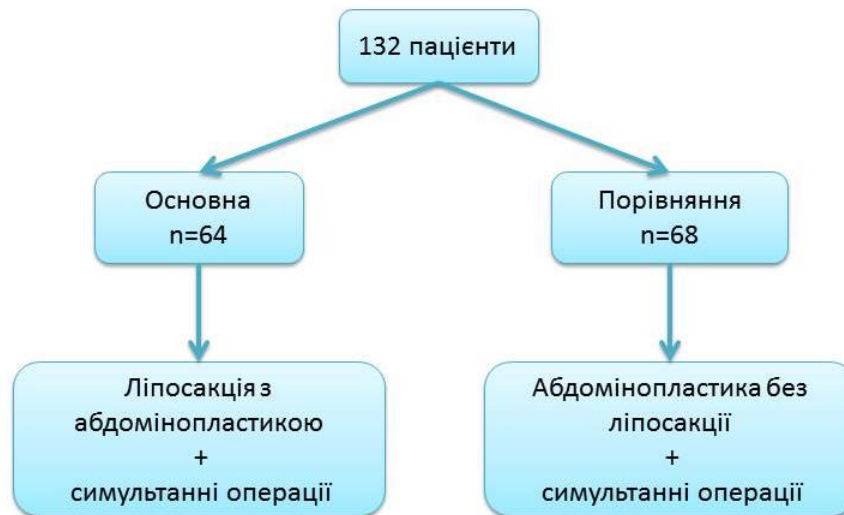 132 пацієнти
Основна
n=64
Порівняння
n=68
Ліпосакція з
абдомінопластикою
+
симультанні операції
Абдомінопластика без
ліпосакції
+
симультанні операції